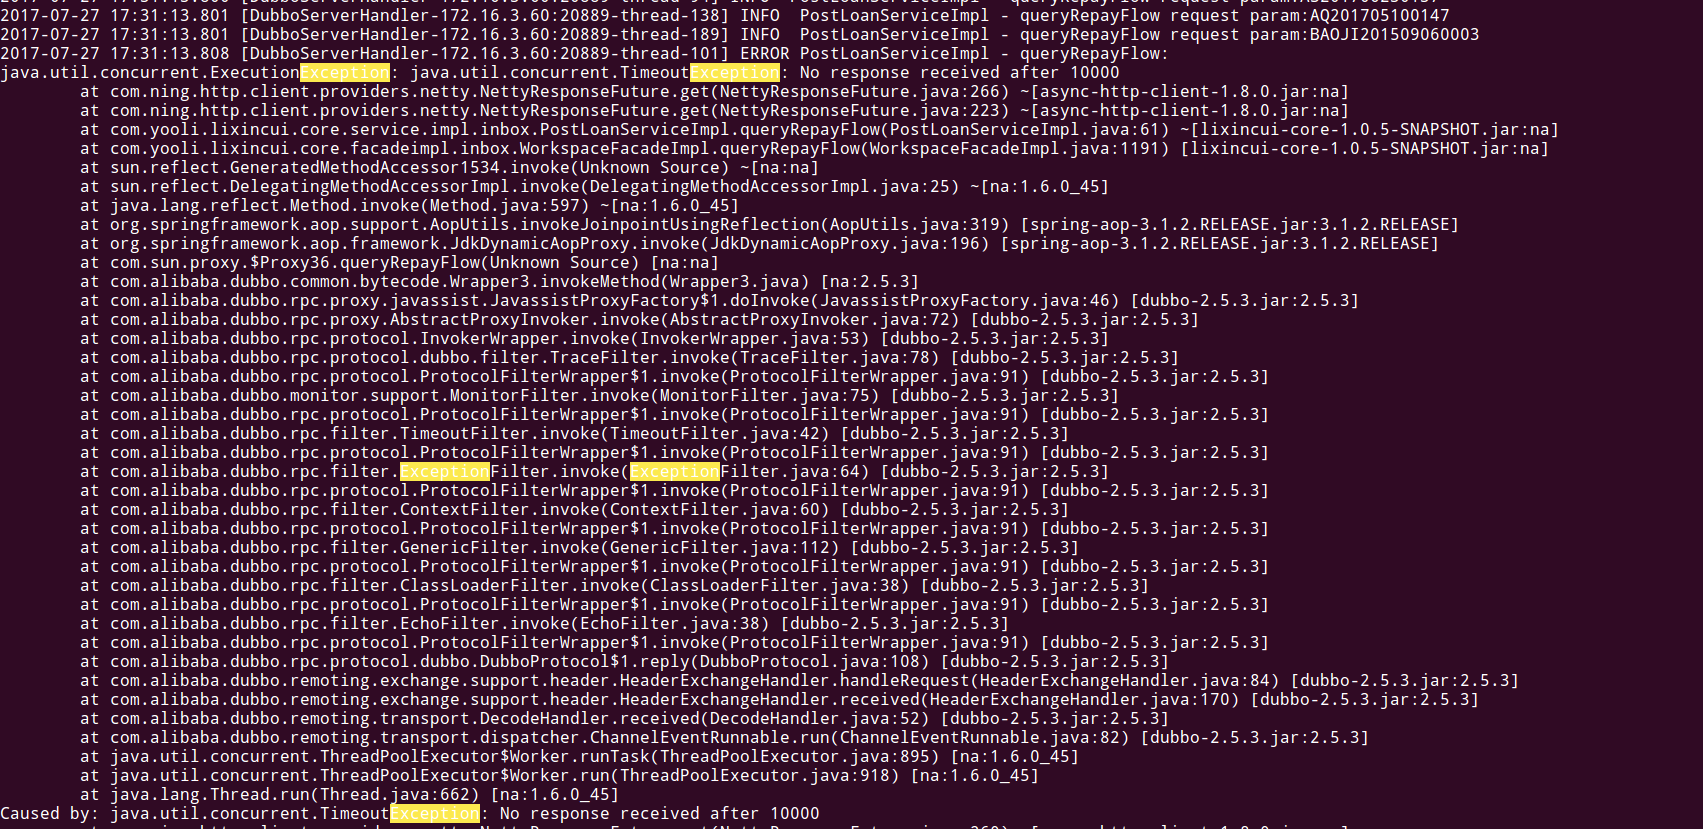 2017-07-27 17:31:13.801 [DubboServerHandler-172.16.3.60:20889-thread-138] INFO  PostLoanServiceImpl - queryRepayFlow request param:AQ201705100147
2017-07-27 17:31:13.801 [DubboServerHandler-172.16.3.60:20889-thread-189] INFO  PostLoanServiceImpl - queryRepayFlow request param:BAOJI201509060003
2017-07-27 17:31:13.808 [DubboServerHandler-172.16.3.60:20889-thread-101] ERROR PostLoanServiceImpl - queryRepayFlow:
java.util.concurrent.ExecutionException: java.util.concurrent.TimeoutException: No response received after 10000
        at com.ning.http.client.providers.netty.NettyResponseFuture.get(NettyResponseFuture.java:266) ~[async-http-client-1.8.0.jar:na]
        at com.ning.http.client.providers.netty.NettyResponseFuture.get(NettyResponseFuture.java:223) ~[async-http-client-1.8.0.jar:na]
        at com.yooli.lixincui.core.service.impl.inbox.PostLoanServiceImpl.queryRepayFlow(PostLoanServiceImpl.java:61) ~[lixincui-core-1.0.5-SNAPSHOT.jar:na]
        at com.yooli.lixincui.core.facadeimpl.inbox.WorkspaceFacadeImpl.queryRepayFlow(WorkspaceFacadeImpl.java:1191) [lixincui-core-1.0.5-SNAPSHOT.jar:na]
        at sun.reflect.GeneratedMethodAccessor1534.invoke(Unknown Source) ~[na:na]
        at sun.reflect.DelegatingMethodAccessorImpl.invoke(DelegatingMethodAccessorImpl.java:25) ~[na:1.6.0_45]
        at java.lang.reflect.Method.invoke(Method.java:597) ~[na:1.6.0_45]
        at org.springframework.aop.support.AopUtils.invokeJoinpointUsingReflection(AopUtils.java:319) [spring-aop-3.1.2.RELEASE.jar:3.1.2.RELEASE]
        at org.springframework.aop.framework.JdkDynamicAopProxy.invoke(JdkDynamicAopProxy.java:196) [spring-aop-3.1.2.RELEASE.jar:3.1.2.RELEASE]
        at com.sun.proxy.$Proxy36.queryRepayFlow(Unknown Source) [na:na]
        at com.alibaba.dubbo.common.bytecode.Wrapper3.invokeMethod(Wrapper3.java) [na:2.5.3]
        at com.alibaba.dubbo.rpc.proxy.javassist.JavassistProxyFactory$1.doInvoke(JavassistProxyFactory.java:46) [dubbo-2.5.3.jar:2.5.3]
        at com.alibaba.dubbo.rpc.proxy.AbstractProxyInvoker.invoke(AbstractProxyInvoker.java:72) [dubbo-2.5.3.jar:2.5.3]
        at com.alibaba.dubbo.rpc.protocol.InvokerWrapper.invoke(InvokerWrapper.java:53) [dubbo-2.5.3.jar:2.5.3]
        at com.alibaba.dubbo.rpc.protocol.dubbo.filter.TraceFilter.invoke(TraceFilter.java:78) [dubbo-2.5.3.jar:2.5.3]
        at com.alibaba.dubbo.rpc.protocol.ProtocolFilterWrapper$1.invoke(ProtocolFilterWrapper.java:91) [dubbo-2.5.3.jar:2.5.3]
        at com.alibaba.dubbo.monitor.support.MonitorFilter.invoke(MonitorFilter.java:75) [dubbo-2.5.3.jar:2.5.3]
        at com.alibaba.dubbo.rpc.protocol.ProtocolFilterWrapper$1.invoke(ProtocolFilterWrapper.java:91) [dubbo-2.5.3.jar:2.5.3]
        at com.alibaba.dubbo.rpc.filter.TimeoutFilter.invoke(TimeoutFilter.java:42) [dubbo-2.5.3.jar:2.5.3]
        at com.alibaba.dubbo.rpc.protocol.ProtocolFilterWrapper$1.invoke(ProtocolFilterWrapper.java:91) [dubbo-2.5.3.jar:2.5.3]
        at com.alibaba.dubbo.rpc.filter.ExceptionFilter.invoke(ExceptionFilter.java:64) [dubbo-2.5.3.jar:2.5.3]
        at com.alibaba.dubbo.rpc.protocol.ProtocolFilterWrapper$1.invoke(ProtocolFilterWrapper.java:91) [dubbo-2.5.3.jar:2.5.3]
        at com.alibaba.dubbo.rpc.filter.ContextFilter.invoke(ContextFilter.java:60) [dubbo-2.5.3.jar:2.5.3]
        at com.alibaba.dubbo.rpc.protocol.ProtocolFilterWrapper$1.invoke(ProtocolFilterWrapper.java:91) [dubbo-2.5.3.jar:2.5.3]
        at com.alibaba.dubbo.rpc.filter.GenericFilter.invoke(GenericFilter.java:112) [dubbo-2.5.3.jar:2.5.3]
        at com.alibaba.dubbo.rpc.protocol.ProtocolFilterWrapper$1.invoke(ProtocolFilterWrapper.java:91) [dubbo-2.5.3.jar:2.5.3]
        at com.alibaba.dubbo.rpc.filter.ClassLoaderFilter.invoke(ClassLoaderFilter.java:38) [dubbo-2.5.3.jar:2.5.3]
        at com.alibaba.dubbo.rpc.protocol.ProtocolFilterWrapper$1.invoke(ProtocolFilterWrapper.java:91) [dubbo-2.5.3.jar:2.5.3]
        at com.alibaba.dubbo.rpc.filter.EchoFilter.invoke(EchoFilter.java:38) [dubbo-2.5.3.jar:2.5.3]
        at com.alibaba.dubbo.rpc.protocol.ProtocolFilterWrapper$1.invoke(ProtocolFilterWrapper.java:91) [dubbo-2.5.3.jar:2.5.3]
        at com.alibaba.dubbo.rpc.protocol.dubbo.DubboProtocol$1.reply(DubboProtocol.java:108) [dubbo-2.5.3.jar:2.5.3]
        at com.alibaba.dubbo.remoting.exchange.support.header.HeaderExchangeHandler.handleRequest(HeaderExchangeHandler.java:84) [dubbo-2.5.3.jar:2.5.3]
        at com.alibaba.dubbo.remoting.exchange.support.header.HeaderExchangeHandler.received(HeaderExchangeHandler.java:170) [dubbo-2.5.3.jar:2.5.3]
        at com.alibaba.dubbo.remoting.transport.DecodeHandler.received(DecodeHandler.java:52) [dubbo-2.5.3.jar:2.5.3]
        at com.alibaba.dubbo.remoting.transport.dispatcher.ChannelEventRunnable.run(ChannelEventRunnable.java:82) [dubbo-2.5.3.jar:2.5.3]
        at java.util.concurrent.ThreadPoolExecutor$Worker.runTask(ThreadPoolExecutor.java:895) [na:1.6.0_45]
        at java.util.concurrent.ThreadPoolExecutor$Worker.run(ThreadPoolExecutor.java:918) [na:1.6.0_45]
        at java.lang.Thread.run(Thread.java:662) [na:1.6.0_45]
Caused by: java.util.concurrent.TimeoutException: No response received after 10000